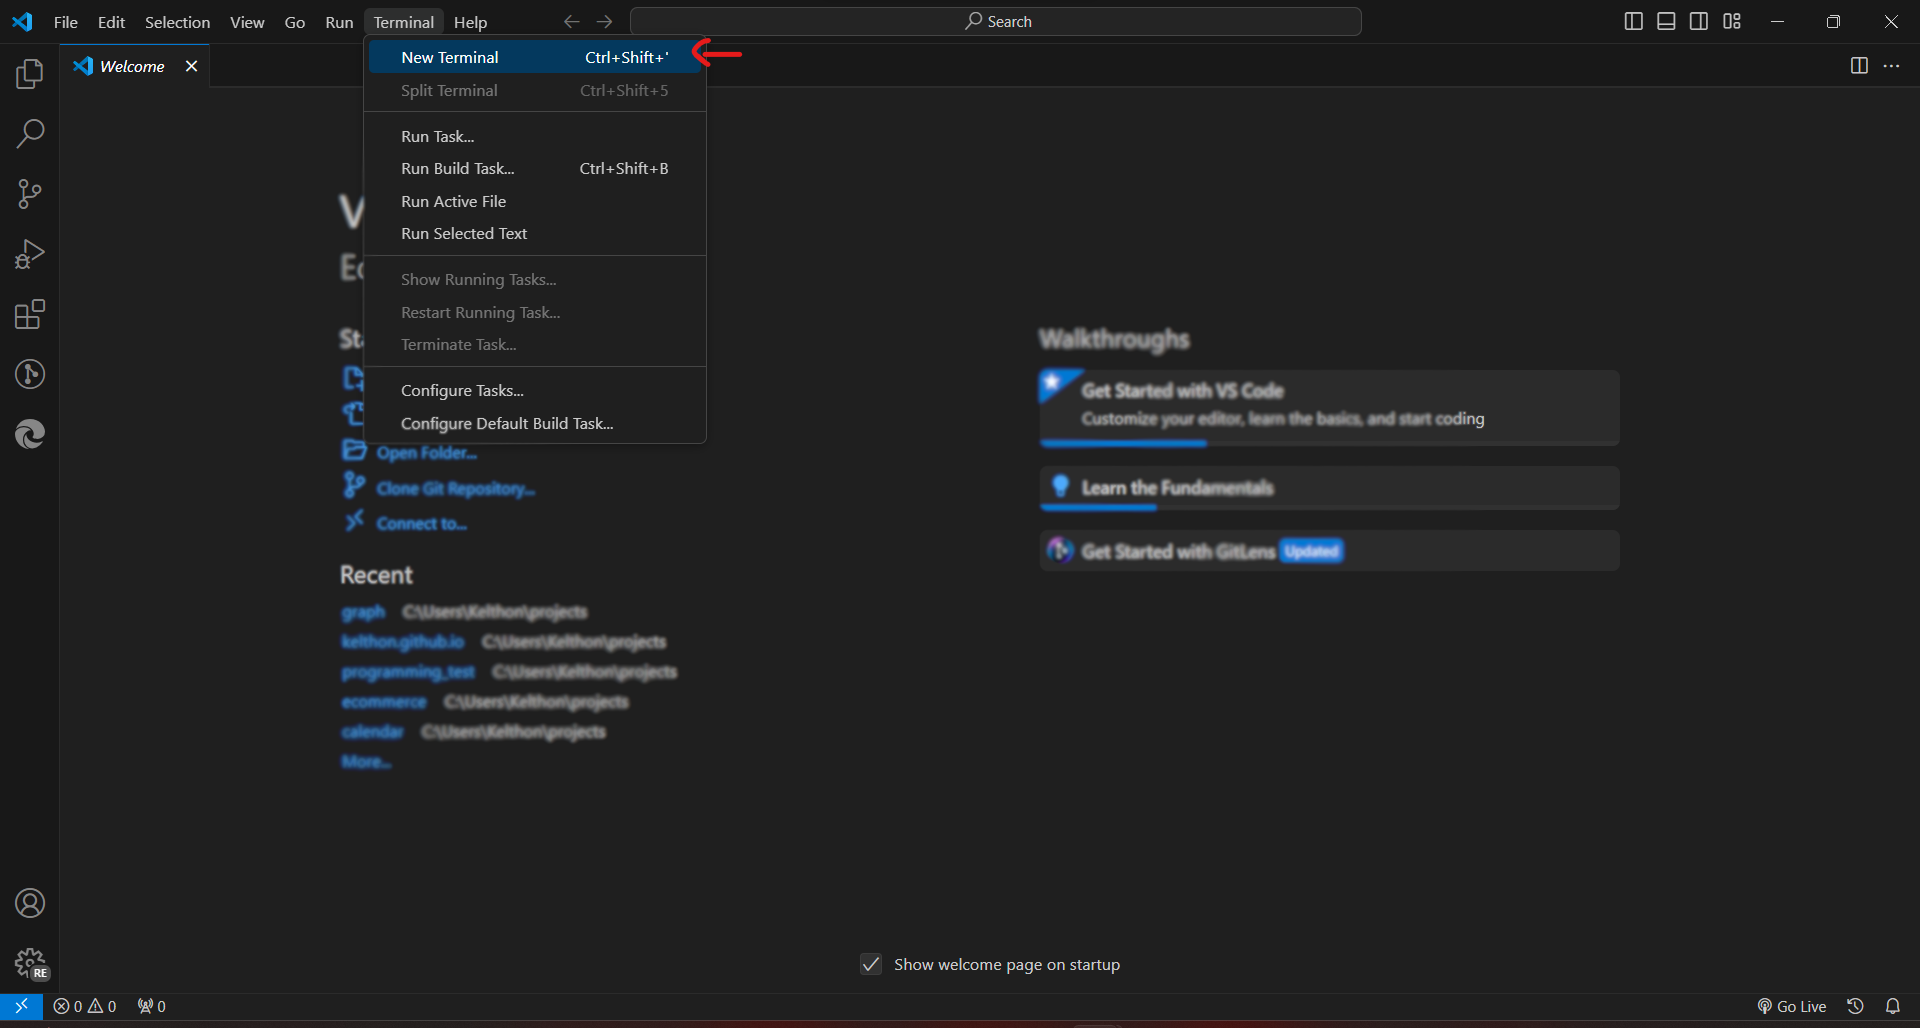 File Edit Selection View Go Run Terminal Help
Search
Welcome
New Terminal Ctrl+Shift+'
Split Terminal Ctrl+Shift+5
Run Task...
Run Build Task... Ctrl+Shift+B
Run Active File
Run Selected Text
Show Running Tasks...
Restart Running Task...
Terminate Task...
Configure Tasks...
Configure Default Build Task...
Open Folder...
Clone Git Repository...
Connect to...
Recent
graph C:\Users\Kelthon\projects
kelthon.github.io C:\Users\Kelthon\projects
programming_test C:\Users\Kelthon\projects
ecommerce C:\Users\Kelthon\projects
calendar C:\Users\Kelthon\projects
More...
Walkthroughs
Get Started with VS Code
Customize your editor, learn the basics, and start coding
Learn the Fundamentals
Get Started with GitLens Updated
Show welcome page on startup
RE
0 0 0
Go Live